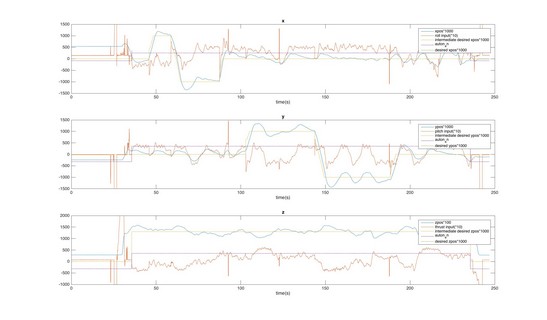 x
1500
1000
500
0
-500
-1000
-1500
xpos*1000
roll input(*10)
intermediate desired xpos*1000
auton_on
desired xpos*1000
0
50
100
150
200
250
time(s)
y
1500
1000
500
0
-500
-1000
-1500
ypos*1000
pitch input(*10)
intermediate desired ypos*1000
desired ypos*1000
0
50
100
150
200
250
time(s)
z
2000
1500
1000
500
0
-500
-1000
zpos*100
thrust input(*10)
intermediate desired zpos*1000
desired zpos*1000
0
50
100
150
200
250
time(s)